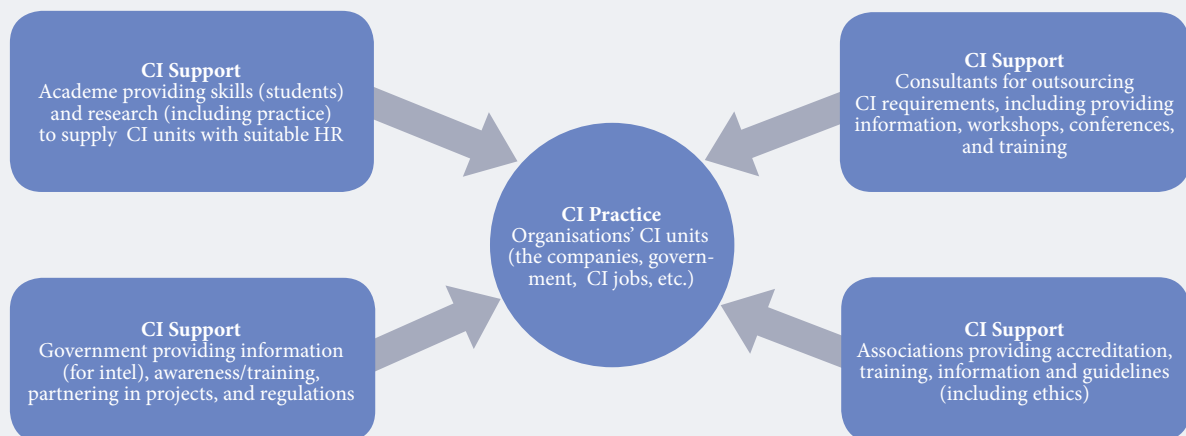 CI Support
Academe providing skills (students)
and research (including practice)
to supply CI units with suitable HR
CI Support
Consultants for outsourcing
CI requirements, including providing
information, workshops, conferences,
and training
CI Practice
Organisations’ CI units
(the companies, govern-
ment, CI jobs, etc.)
CI Support
Government providing information
(for intel), awareness/training,
partnering in projects, and regulations
CI Support
Associations providing accreditation,
training, information and guidelines
(including ethics)